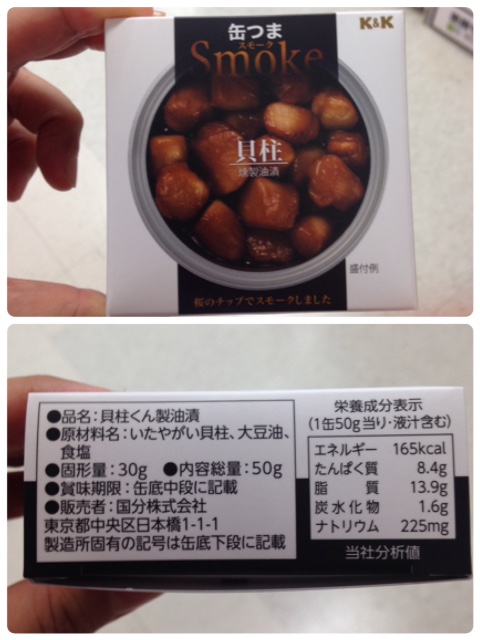 缶つま
K&K
スモーク
Smoke
貝柱
燻製油漬
盛付例
桜のチップでスモークしました
●品名:貝柱くん製油漬
●原材料名:いたやがい貝柱、大豆油、
食塩
●固形量:30g ●内容総量:50g
●賞味期限:缶底中段に記載
●販売者:国分株式会社
東京都中央区日本橋1-1-1
製造所固有の記号は缶底下段に記載
栄養成分表示
(1缶50g当り・液汁含む)
エネルギー 165kcal
たんぱく質 8.4g
脂質 13.9g
炭水化物 1.6g
ナトリウム 225mg
当社分析値